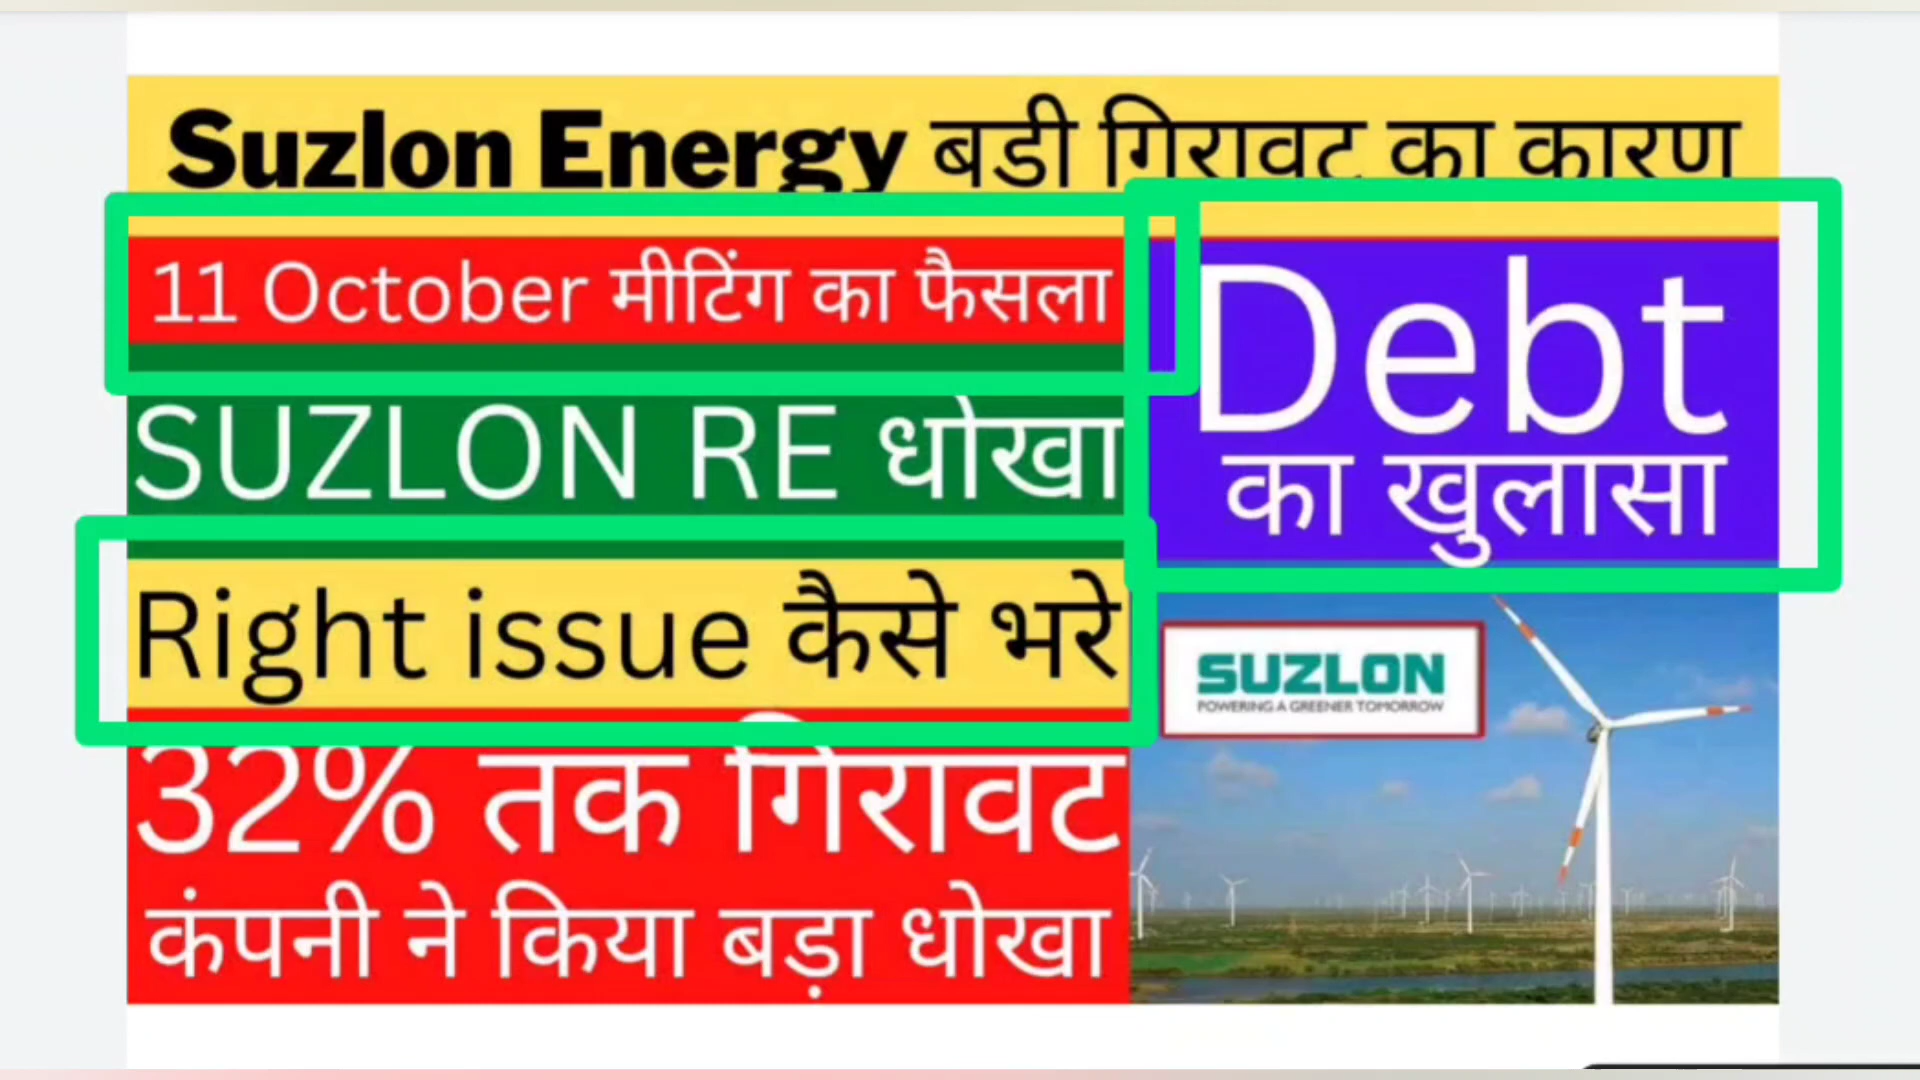 Suzlon Energy बडी गिरावट का कारण
11 October मीटिंग का फैसला
SUZLON RE धोखा
Right issue कैसे भरे
32% तक गिरावट
कंपनी ने किया बड़ा धोखा
Debt
का खुलासा
SUZLON
POWERING A GREENER TOMORROW